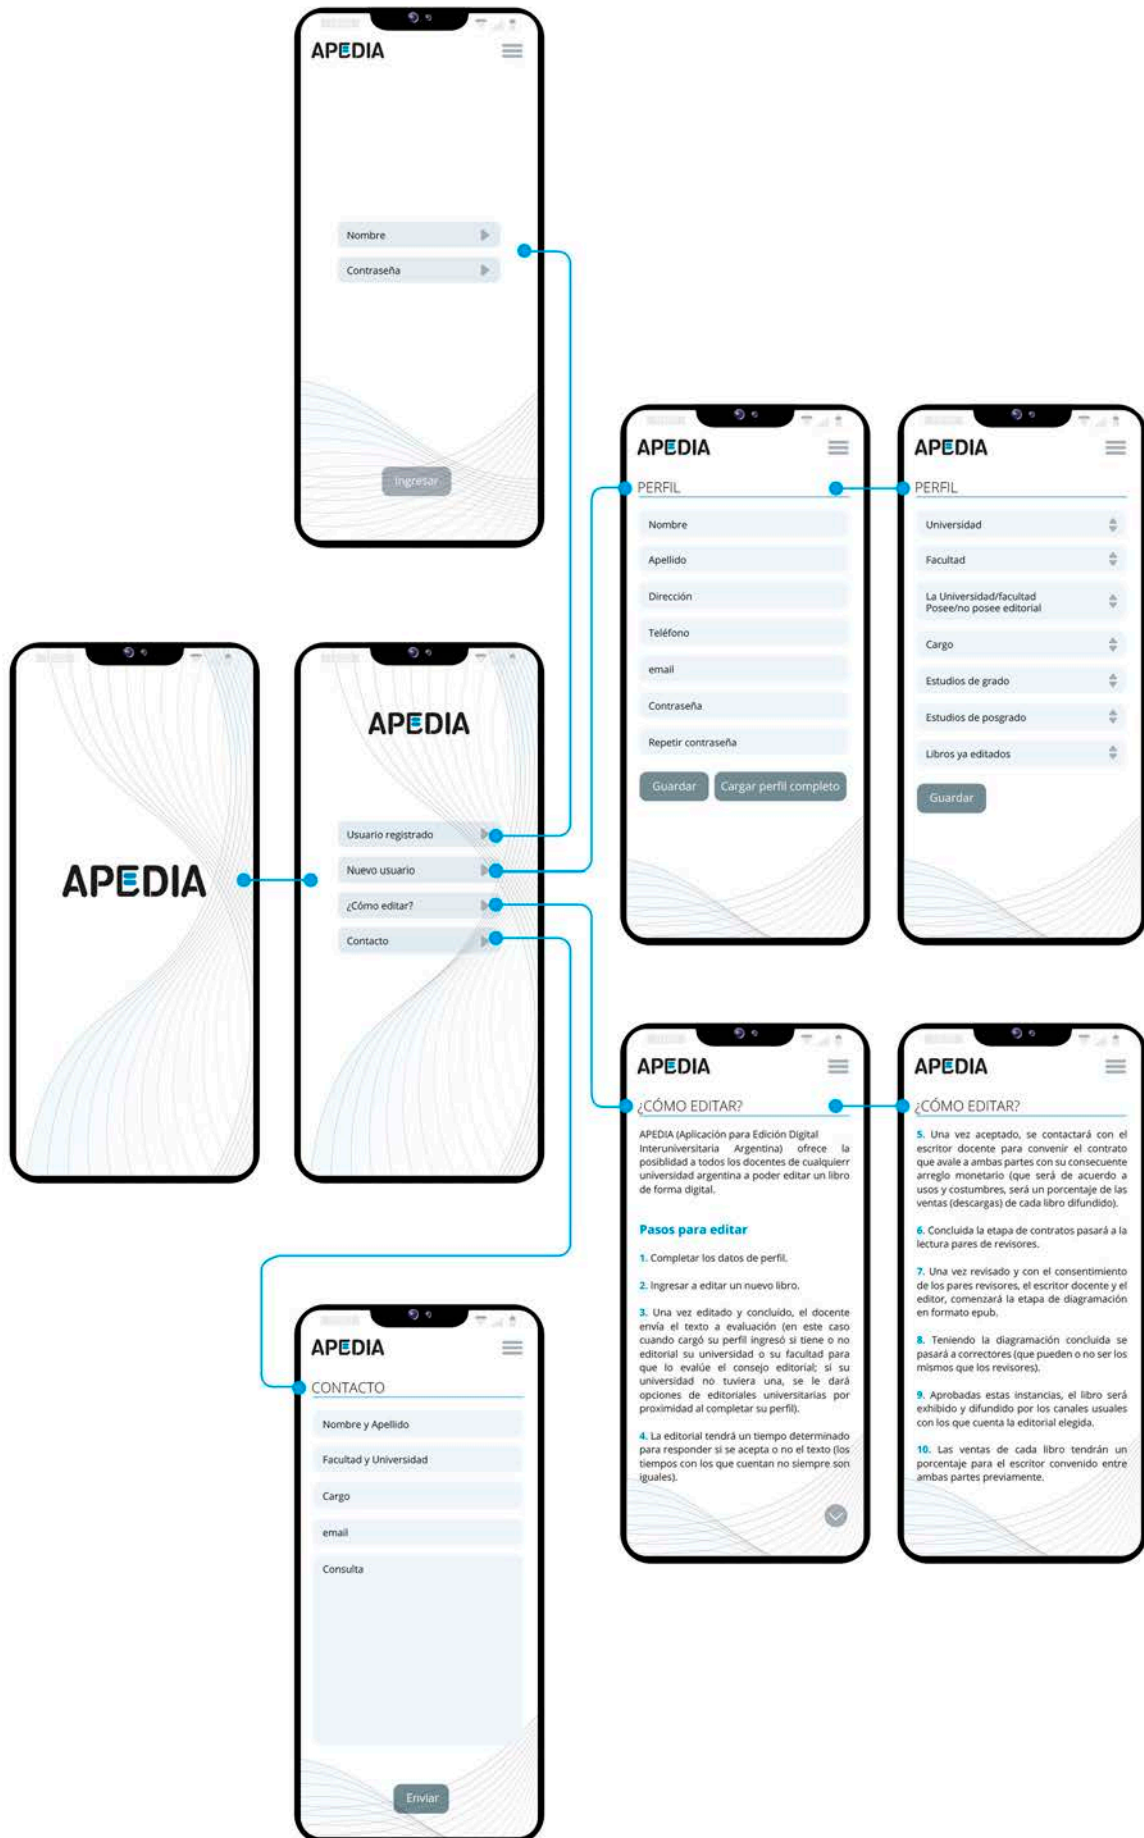 APEDIA
Nombre
Contraseña
Ingresar
APEDIA
PERFIL
Nombre
Apellido
Dirección
Teléfono
email
Contraseña
Repetir contraseña
Guardar
Cargar perfil completo
APEDIA
PERFIL
Universidad
Facultad
La Universidad/facultad
Posee/no posee editorial
Cargo
Estudios de grado
Estudios de posgrado
Libros ya editados
Guardar
APEDIA
APEDIA
Usuario registrado
Nuevo usuario
¿Cómo editar?
Contacto
APEDIA
¿CÓMO EDITAR?
APEDIA (Aplicación para Edición Digital
Interuniversitaria Argentina) ofrece la
posiblidad a todos los docentes de cualquierr
universidad argentina a poder editar un libro
de forma digital.
Pasos para editar
1. Completar los datos de perfil.
2. Ingresar a editar un nuevo libro.
3. Una vez editado y concluido, el docente
envía el texto a evaluación (en este caso
cuando cargó su perfil ingresó si tiene o no
editorial su universidad o su facultad para
que lo evalúe el consejo editorial; si su
universidad no tuviera una, se le dará
opciones de editoriales universitarias por
proximidad al completar su perfil).
4. La editorial tendrá un tiempo determinado
para responder si se acepta o no el texto (los
tiempos con los que cuentan no siempre son
iguales).
APEDIA
¿CÓMO EDITAR?
5. Una vez aceptado, se contactará con el
escritor docente para convenir el contrato
que avale a ambas partes con su consecuente
arreglo monetario (que será de acuerdo a
usos y costumbres, será un porcentaje de las
ventas (descargas) de cada libro difundido).
6. Concluida la etapa de contratos pasará a la
lectura pares de revisores.
7. Una vez revisado y con el consentimiento
de los pares revisores, el escritor docente y el
editor, comenzará la etapa de diagramación
en formato epub.
8. Teniendo la diagramación concluida se
pasará a correctores (que pueden o no ser los
mismos que los revisores).
9. Aprobadas estas instancias, el libro será
exhibido y difundido por los canales usuales
con los que cuenta la editorial elegida.
10. Las ventas de cada libro tendrán un
porcentaje para el escritor convenido entre
ambas partes previamente.
APEDIA
CONTACTO
Nombre y Apellido
Facultad y Universidad
Cargo
email
Consulta
Enviar